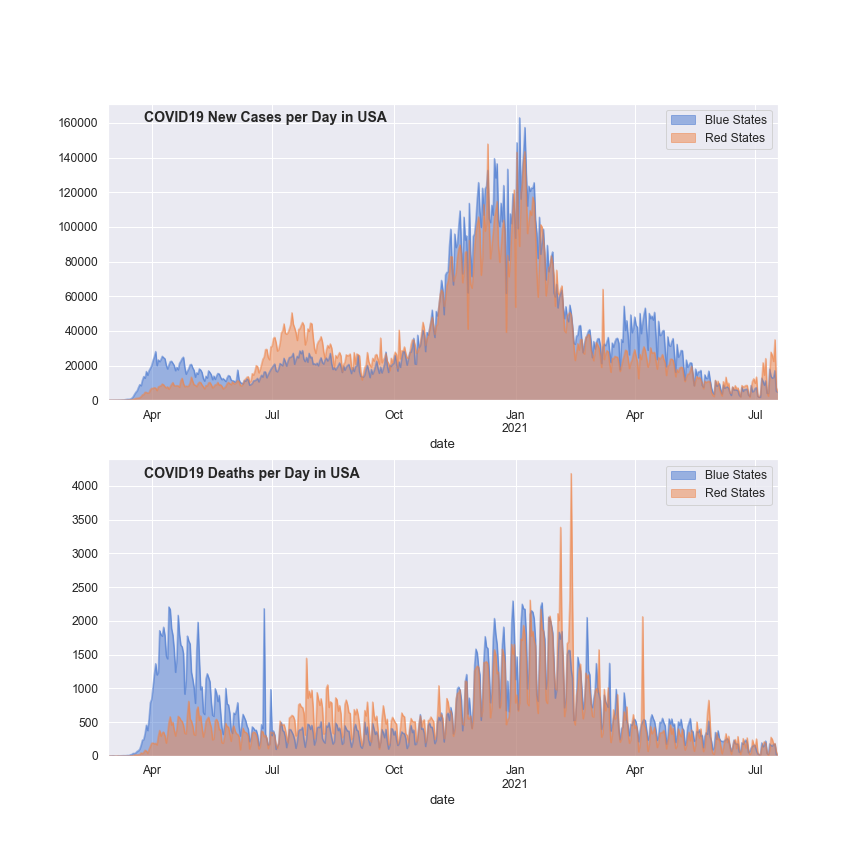 COVID19 New Cases per Day in USA
Blue States
Red States
160000
140000
120000
100000
80000
60000
40000
20000
0
Apr Jul Oct Jan Apr Jul
2021
date
COVID19 Deaths per Day in USA
Blue States
Red States
4000
3500
3000
2500
2000
1500
1000
500
0
Apr Jul Oct Jan Apr Jul
2021
date